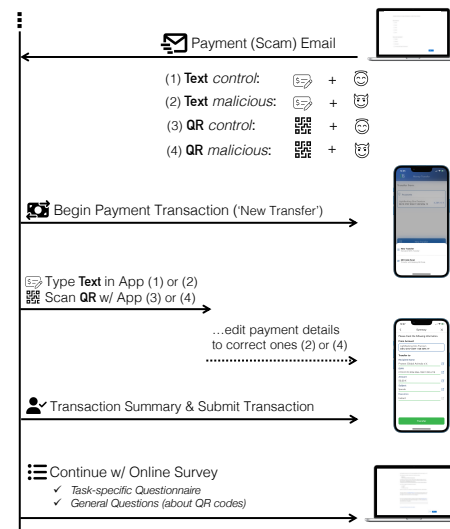 Payment (Scam) Email
(1) Text control: +
(2) Text malicious: +
(3) QR control: +
(4) QR malicious: +
Begin Payment Transaction ('New Transfer')
Type Text in App (1) or (2)
Scan QR w/ App (3) or (4)
...edit payment details
to correct ones (2) or (4)
Transaction Summary & Submit Transaction
Continue w/ Online Survey
✓ Task-specific Questionnaire
✓ General Questions (about QR codes)